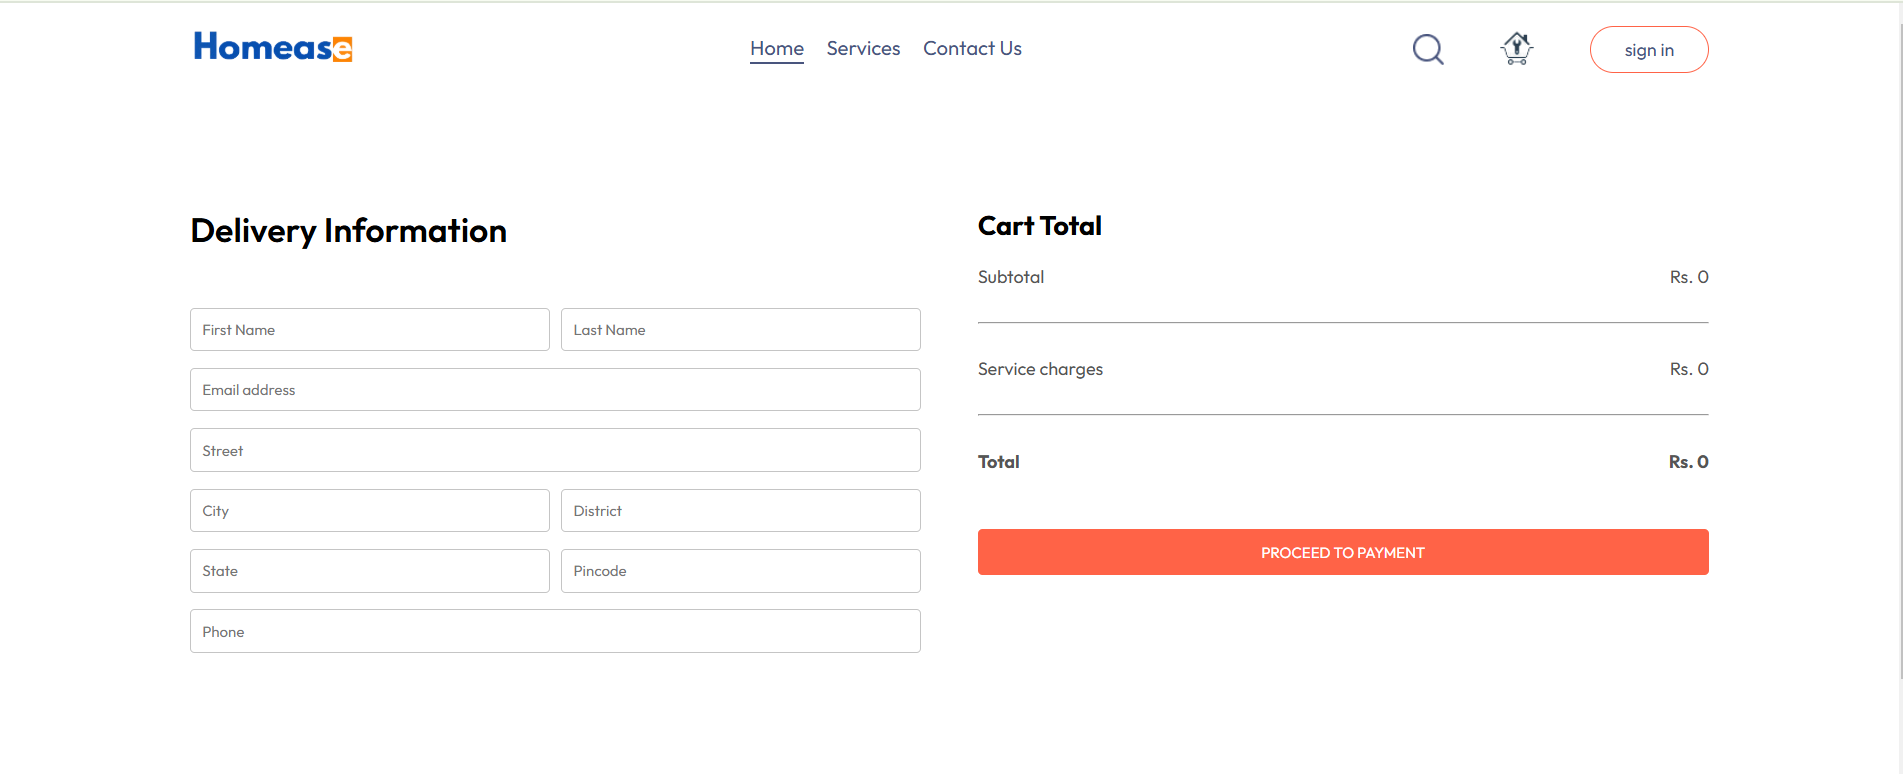 Homease
Home Services Contact Us
sign in
Delivery Information
First Name Last Name
Email address
Street
City District
State Pincode
Phone
Cart Total
Subtotal Rs. 0
Service charges Rs. 0
Total Rs. 0
PROCEED TO PAYMENT